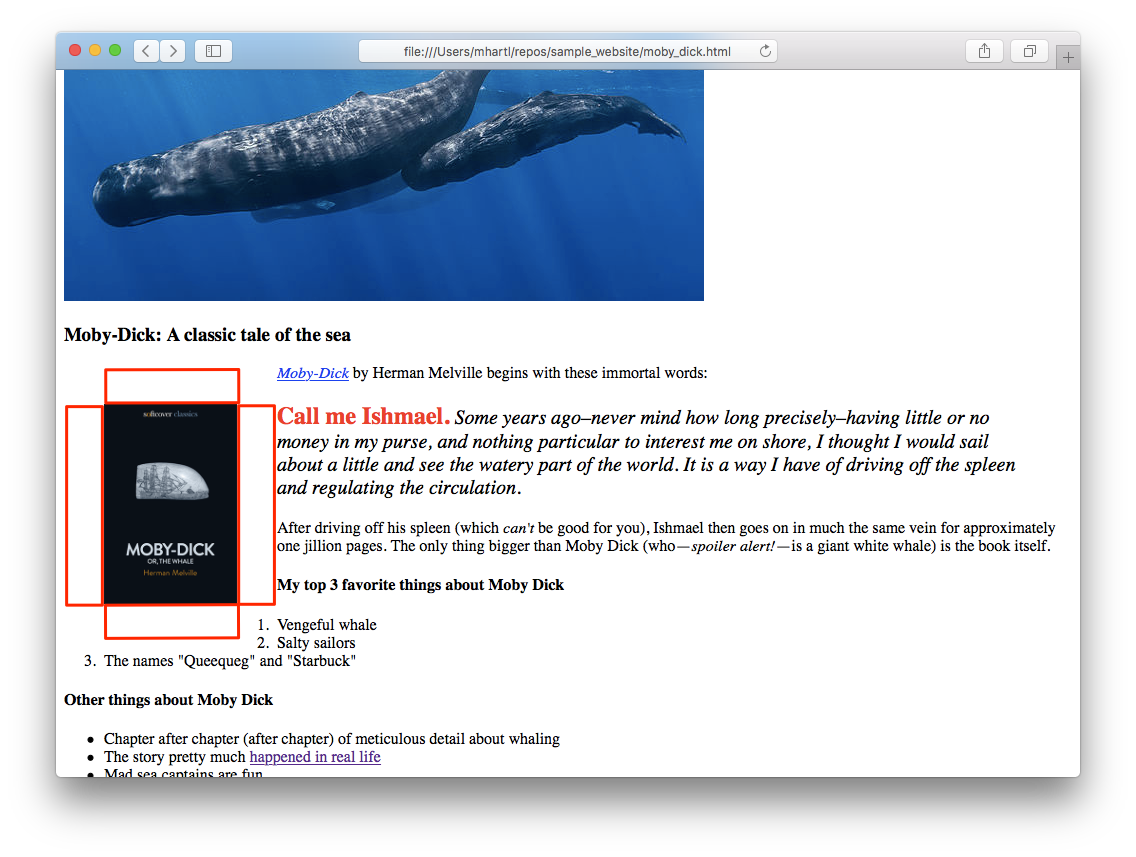 file:///Users/mhartl/repos/sample_website/moby_dick.html
Moby-Dick: A classic tale of the sea
Moby-Dick by Herman Melville begins with these immortal words:
softcover classics
MOBY-DICK
OR, THE WHALE
Herman Melville
Call me Ishmael. Some years ago–never mind how long precisely–having little or no
money in my purse, and nothing particular to interest me on shore, I thought I would sail
about a little and see the watery part of the world. It is a way I have of driving off the spleen
and regulating the circulation.
After driving off his spleen (which can't be good for you), Ishmael then goes on in much the same vein for approximately
one jillion pages. The only thing bigger than Moby Dick (who—spoiler alert!—is a giant white whale) is the book itself.
My top 3 favorite things about Moby Dick
1. Vengeful whale
2. Salty sailors
3. The names "Queequeg" and "Starbuck"
Other things about Moby Dick
• Chapter after chapter (after chapter) of meticulous detail about whaling
• The story pretty much happened in real life
• Mad sea captains are fun